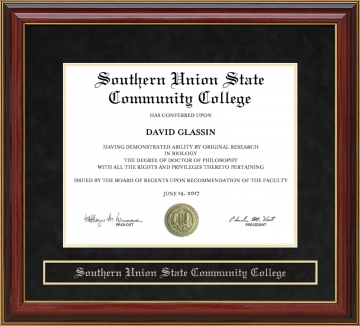 Southern Union State
Community College
HAS CONFERRED UPON
DAVID GLASSIN
HAVING DEMONSTRATED ABILITY BY ORIGINAL RESEARCH
IN BIOLOGY
THE DEGREE OF DOCTOR OF PHILOSOPHY
WITH ALL THE RIGHTS AND PRIVILEGES THERETO PERTAINING
ISSUED BY THE BOARD OF REGENTS UPON RECOMMENDATION OF THE FACULTY
JUNE 14, 2017
PROVOST
PRESIDENT
Southern Union State Community College